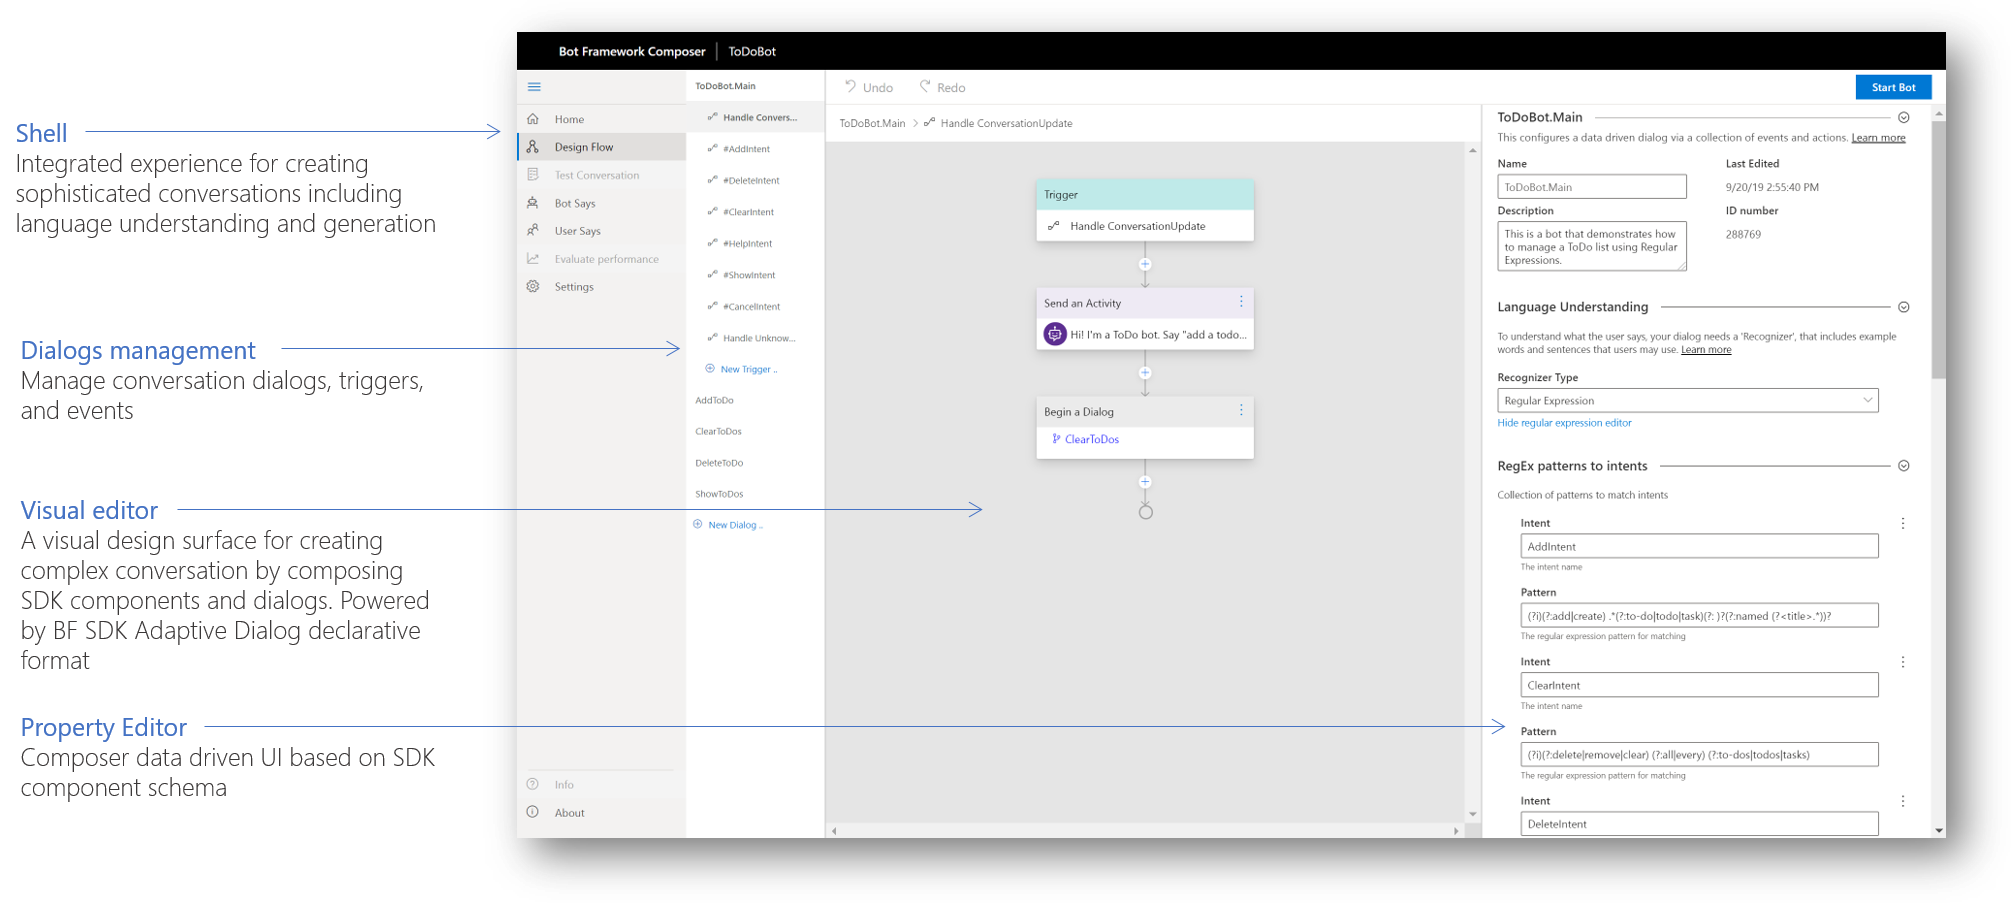 Shell
Integrated experience for creating
sophisticated conversations including
language understanding and generation
Dialogs management
Manage conversation dialogs, triggers,
and events
Visual editor
A visual design surface for creating
complex conversation by composing
SDK components and dialogs. Powered
by BF SDK Adaptive Dialog declarative
format
Property Editor
Composer data driven UI based on SDK
component schema
Bot Framework Composer | ToDoBot
Home
Design Flow
Test Conversation
Bot Says
User Says
Evaluate performance
Settings
Info
About
ToDoBot.Main
Handle Convers...
#AddIntent
#DeleteIntent
#ClearIntent
#HelpIntent
#ShowIntent
#CancelIntent
Handle Unknow...
New Trigger ..
AddToDo
ClearToDos
DeleteToDo
ShowToDos
New Dialog ..
Undo Redo
Start Bot
ToDoBot.Main > Handle ConversationUpdate
Trigger
Handle ConversationUpdate
Send an Activity
Hi! I'm a ToDo bot. Say "add a todo...
Begin a Dialog
ClearToDos
ToDoBot.Main
This configures a data driven dialog via a collection of events and actions. Learn more
Name
ToDoBot.Main
Last Edited
9/20/19 2:55:40 PM
Description
This is a bot that demonstrates how
to manage a ToDo list using Regular
Expressions.
ID number
288769
Language Understanding
To understand what the user says, your dialog needs a 'Recognizer', that includes example
words and sentences that users may use. Learn more
Recognizer Type
Regular Expression
Hide regular expression editor
RegEx patterns to intents
Collection of patterns to match intents
Intent
AddIntent
The intent name
Pattern
(?i)(?:add|create) .*(?:to-do|todo|task)(?: )?(?:named (?<title>.*))?
The regular expression pattern for matching
Intent
ClearIntent
The intent name
Pattern
(?i)(?:delete|remove|clear) (?:all|every) (?:to-dos|todos|tasks)
The regular expression pattern for matching
Intent
DeleteIntent